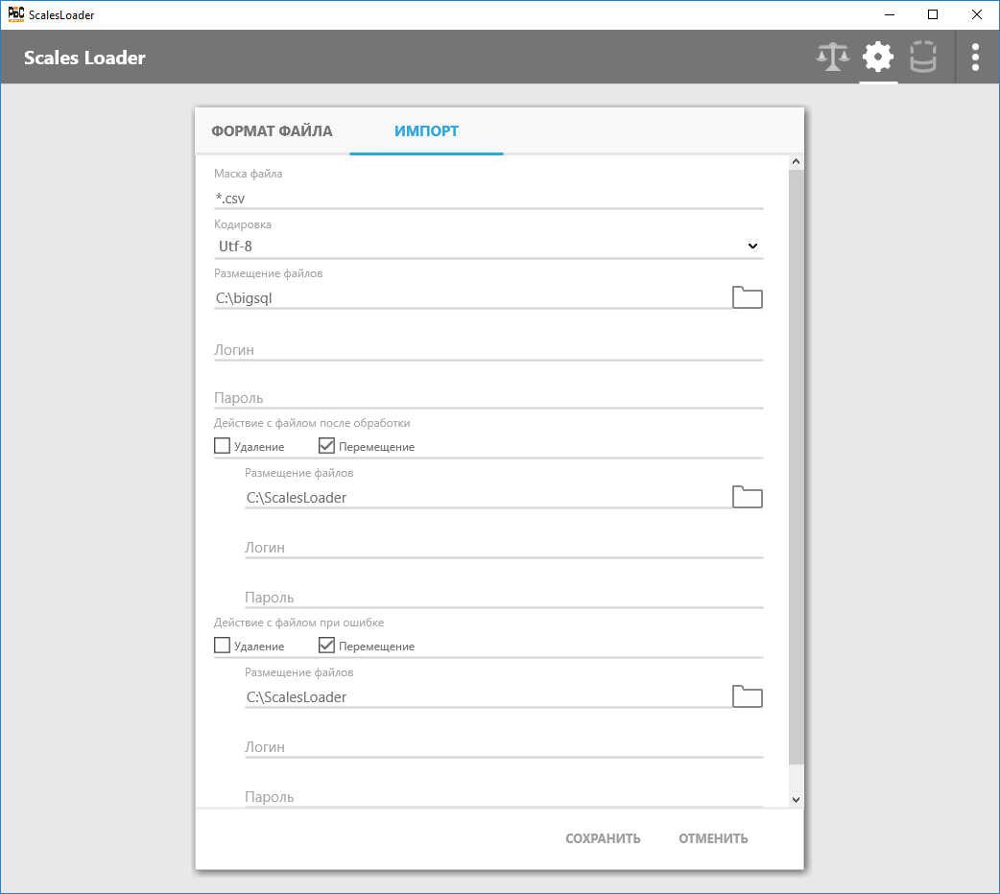 ScalesLoader
Scales Loader
ФОРМАТ ФАЙЛА ИМПОРТ
Маска файла
*.csv
Кодировка
Utf-8
Размещение файлов
C:\bigsql
Логин
Пароль
Действие с файлом после обработки
Удаление Перемещение
Размещение файлов
C:\ScalesLoader
Логин
Пароль
Действие с файлом при ошибке
Удаление Перемещение
Размещение файлов
C:\ScalesLoader
Логин
Пароль
СОХРАНИТЬ ОТМЕНИТЬ